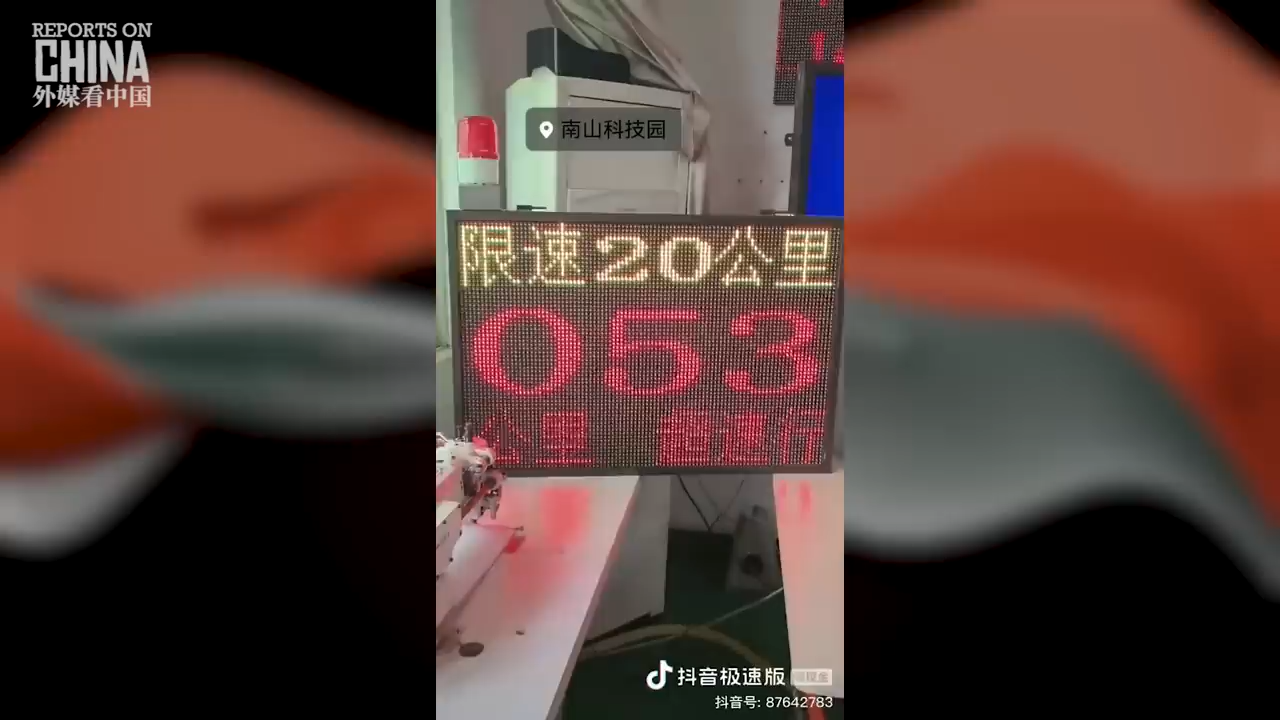 REPORTS ON
CHINA
外媒看中国
南山科技园
限速20公里
053
公里
抖音极速版
抖音号: 87642783